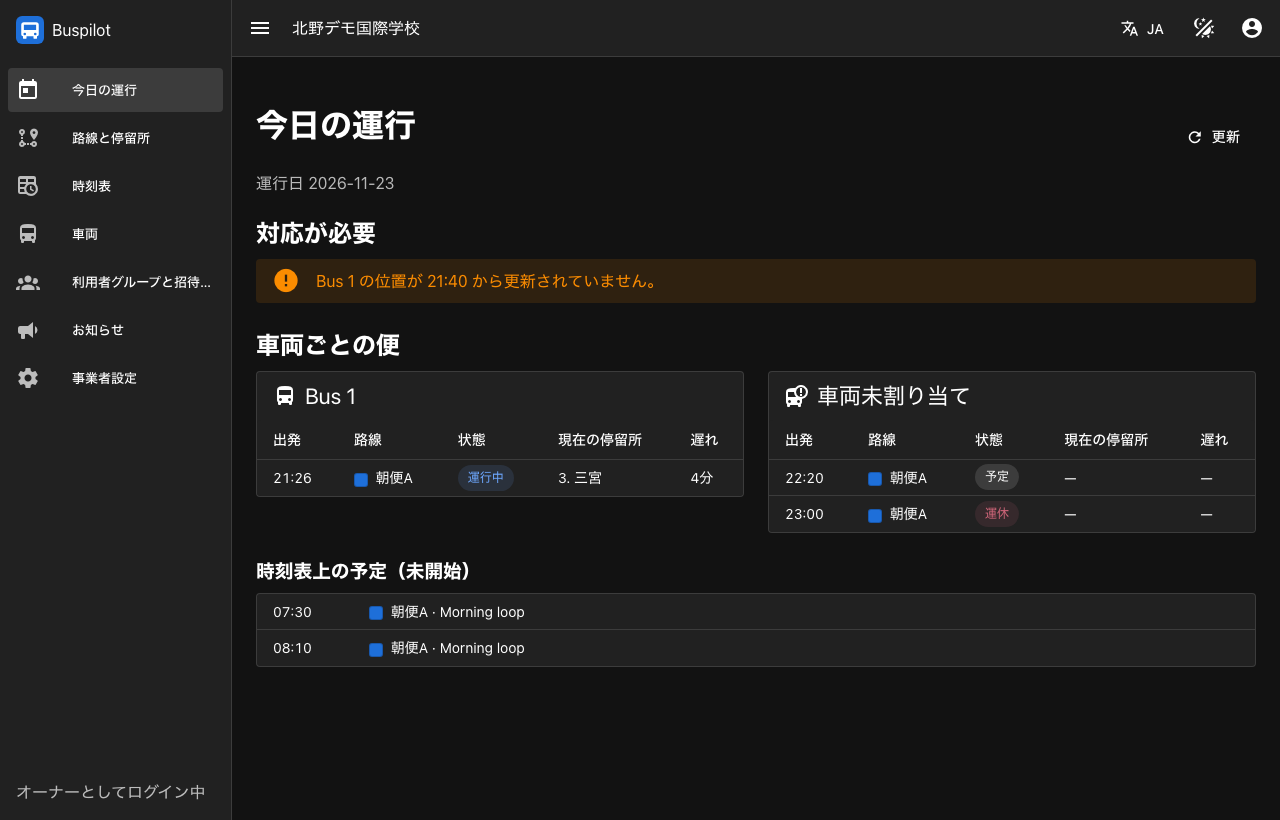 Buspilot
北野デモ国際学校
JA
今日の運行
路線と停留所
時刻表
車両
利用者グループと招待...
お知らせ
事業者設定
オーナーとしてログイン中
今日の運行
更新
運行日 2026-11-23
対応が必要
Bus 1 の位置が 21:40 から更新されていません。
車両ごとの便
Bus 1
出発 路線 状態 現在の停留所 遅れ
21:26 朝便A 運行中 3. 三宮 4分
車両未割り当て
出発 路線 状態 現在の停留所 遅れ
22:20 朝便A 予定 — —
23:00 朝便A 運休 — —
時刻表上の予定（未開始）
07:30 朝便A · Morning loop
08:10 朝便A · Morning loop